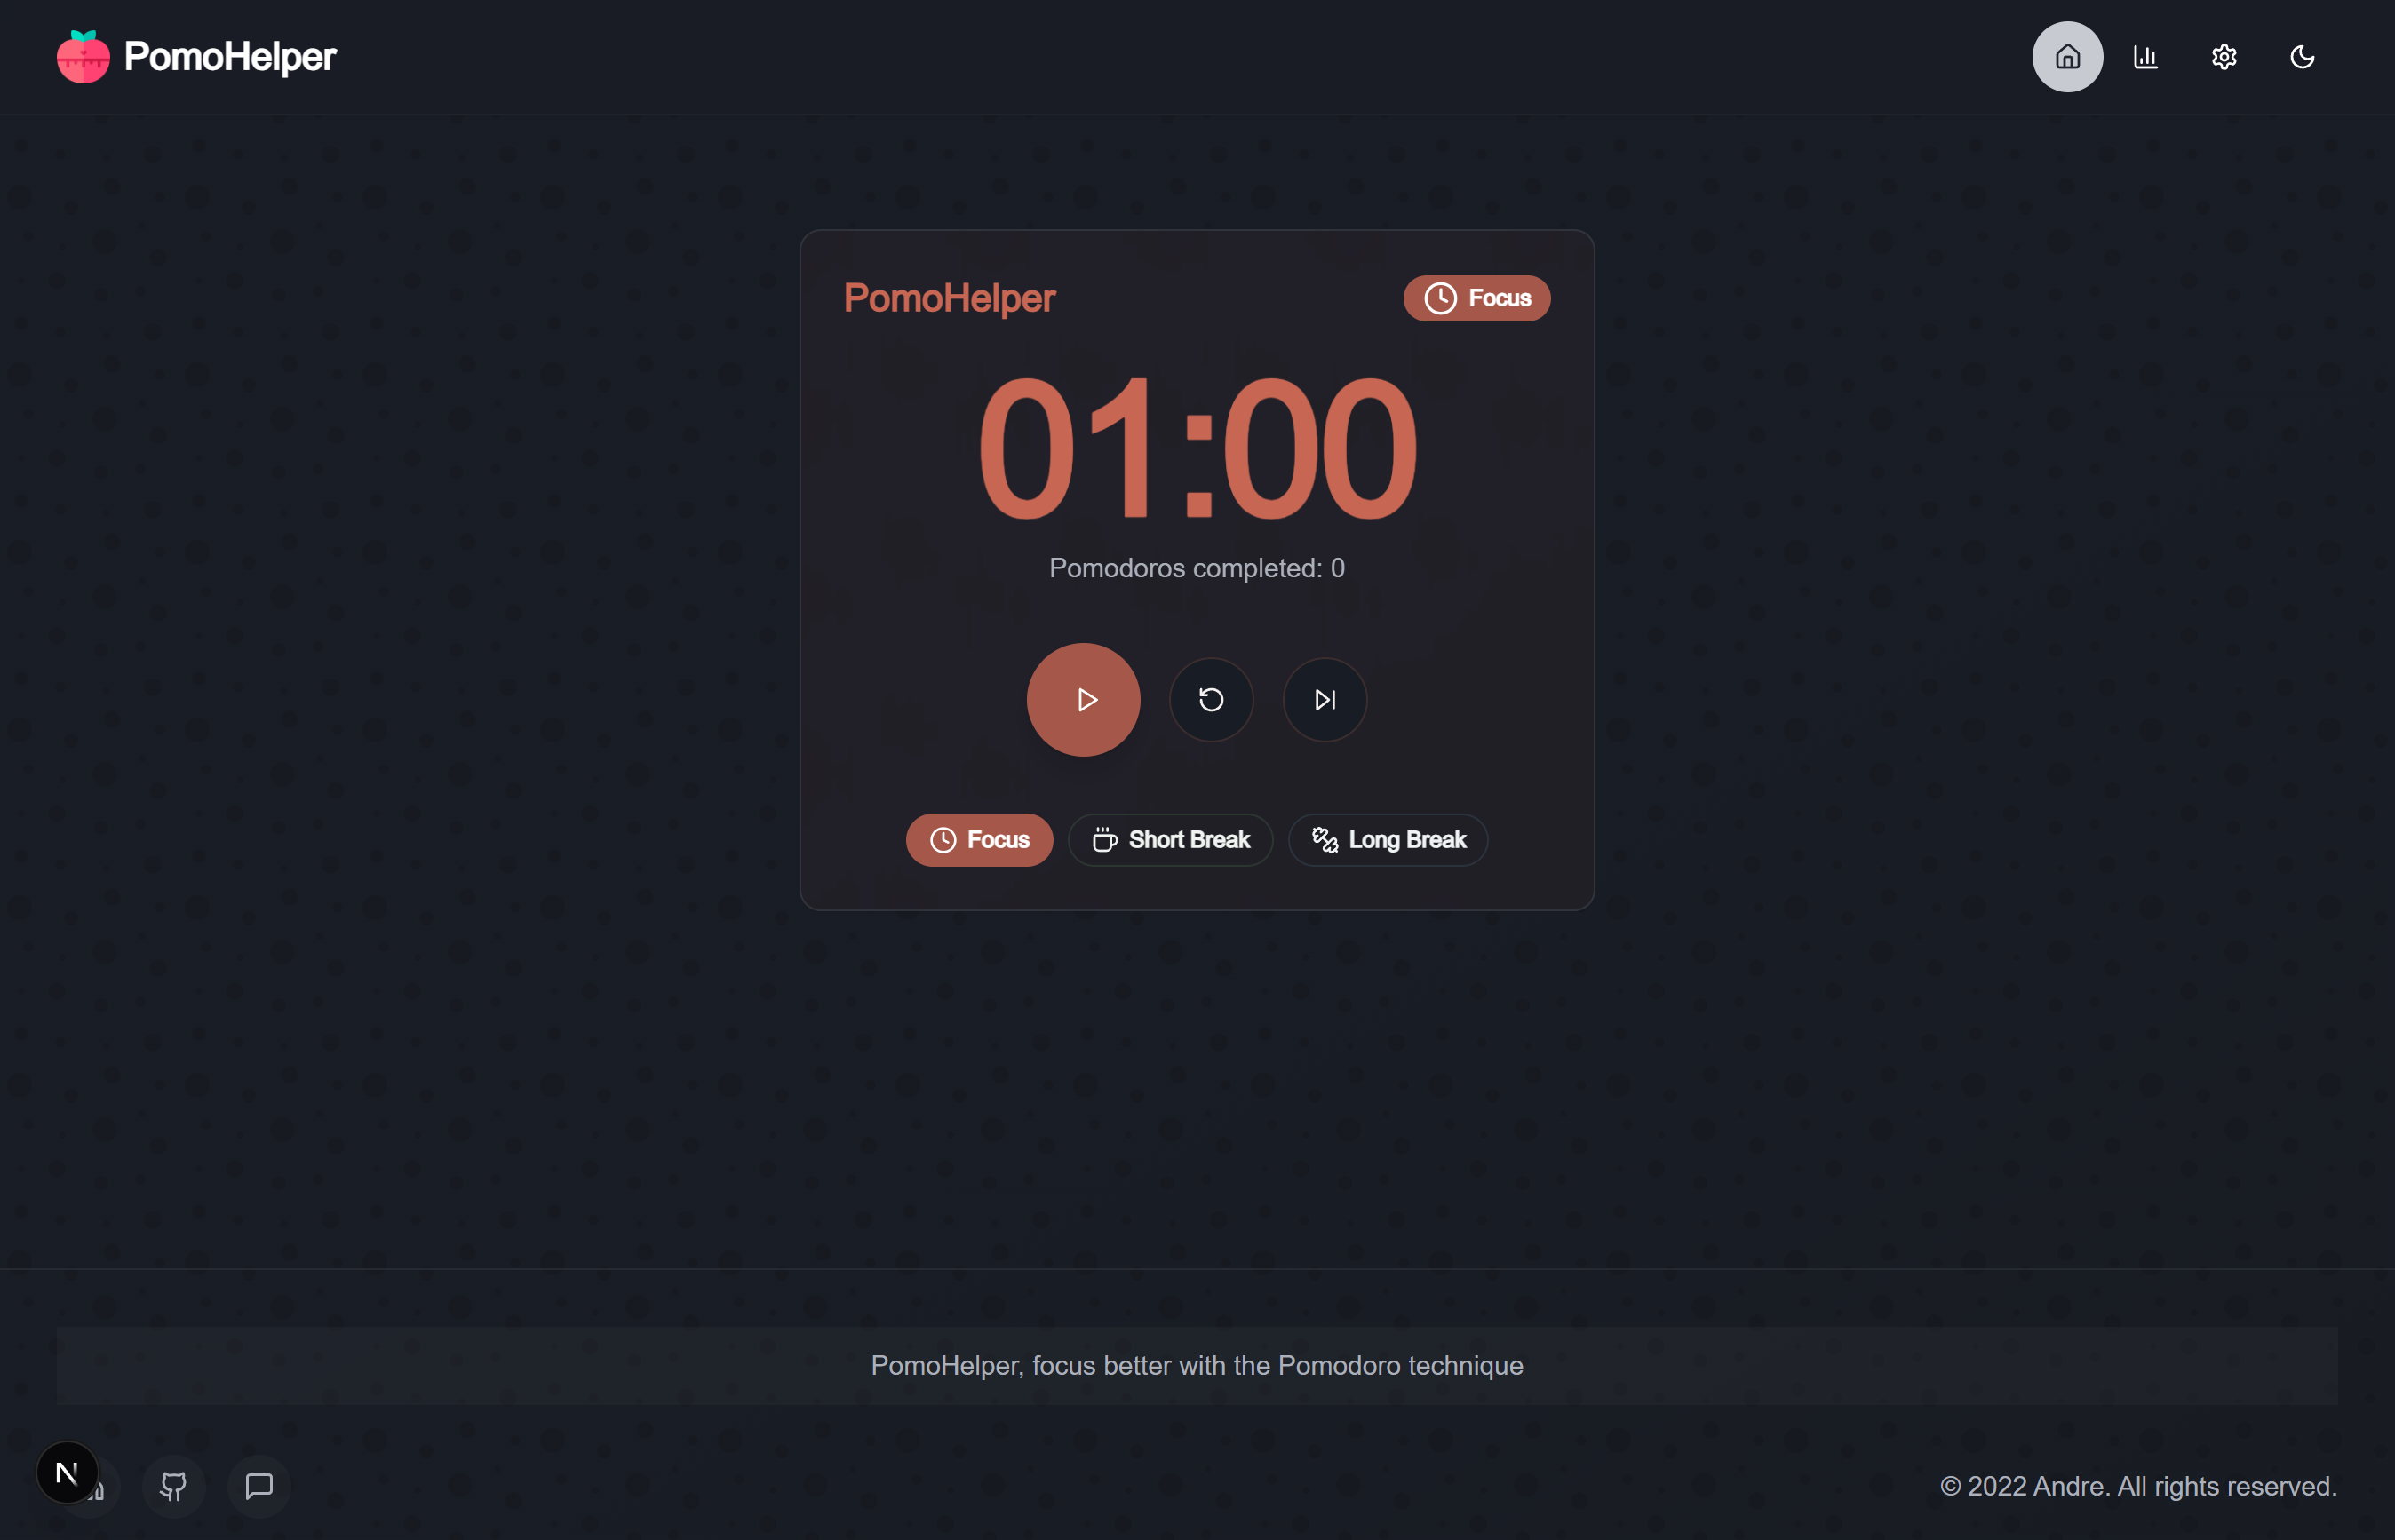 PomoHelper
PomoHelper
Focus
01:00
Pomodoros completed: 0
Focus
Short Break
Long Break
PomoHelper, focus better with the Pomodoro technique
N
© 2022 Andre. All rights reserved.